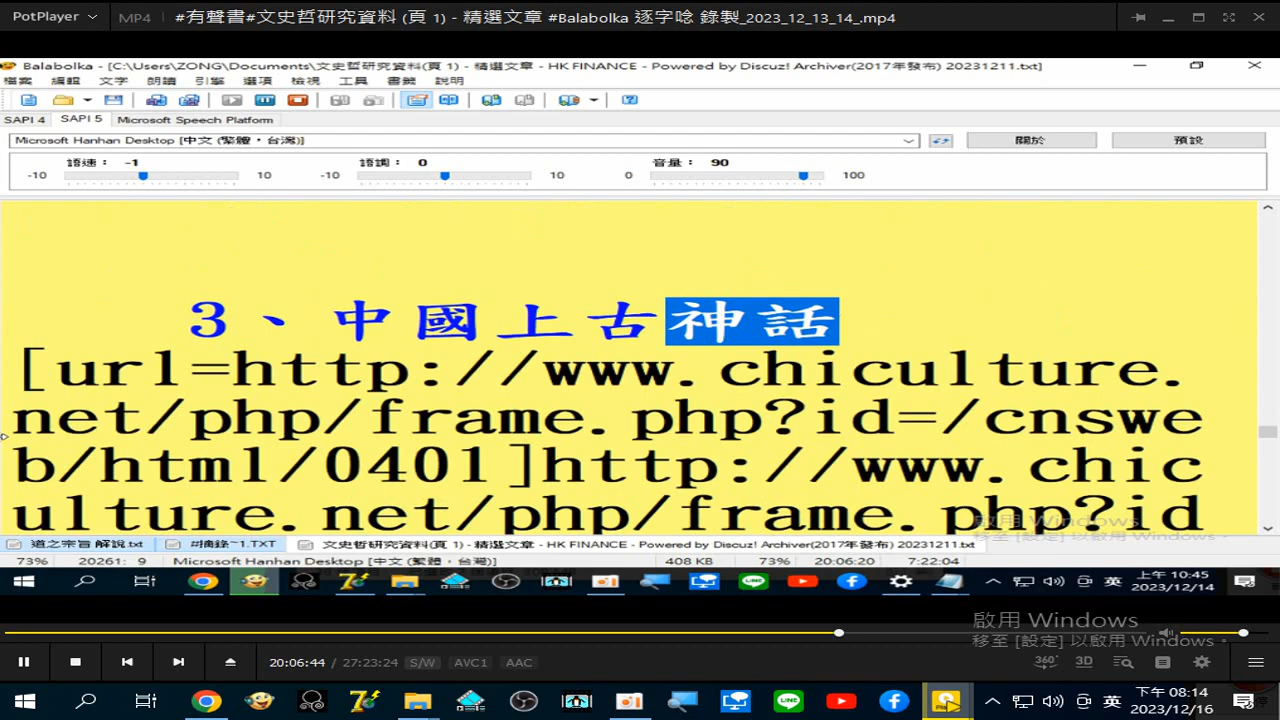 PotPlayer MP4 #有聲書#文史哲研究資料 (頁 1) - 精選文章 #Balabolka 逐字唸 錄製_2023_12_13_14_.mp4
Balabolka - [C:\Users\ZONG\Documents\文史哲研究資料(頁 1) - 精選文章 - HK FINANCE - Powered by Discuz! Archiver(2017年發布) 20231211.txt]
檔案 編輯 文字 朗讀 引擎 選項 檢視 工具 書籤 說明
SAPI 4 SAPI 5 Microsoft Speech Platform
Microsoft Hanhan Desktop [中文 (繁體，台灣)] 關於 預設
語速： -1 語調： 0 音量： 90
-10 10 -10 10 0 100
3、中國上古神話
[url=http://www.chiculture.
net/php/frame.php?id=/cnswe
b/html/0401]http://www.chic
ulture.net/php/frame.php?id
啟用 Windows
移至 [設定] 以啟用 Windows。
道之宗旨 解說.txt #摘錄~1.TXT 文史哲研究資料(頁 1) - 精選文章 - HK FINANCE - Powered by Discuz! Archiver(2017年發布) 20231211.txt
73% 20261: 9 Microsoft Hanhan Desktop [中文 (繁體，台灣)] 408 KB 73% 20:06:20 7:22:04
英 上午 10:45
2023/12/14
啟用 Windows
移至 [設定] 以啟用 Windows。
20:06:44 / 27:23:24 S/W AVC1 AAC 360° 3D
英 下午 08:14
2023/12/16